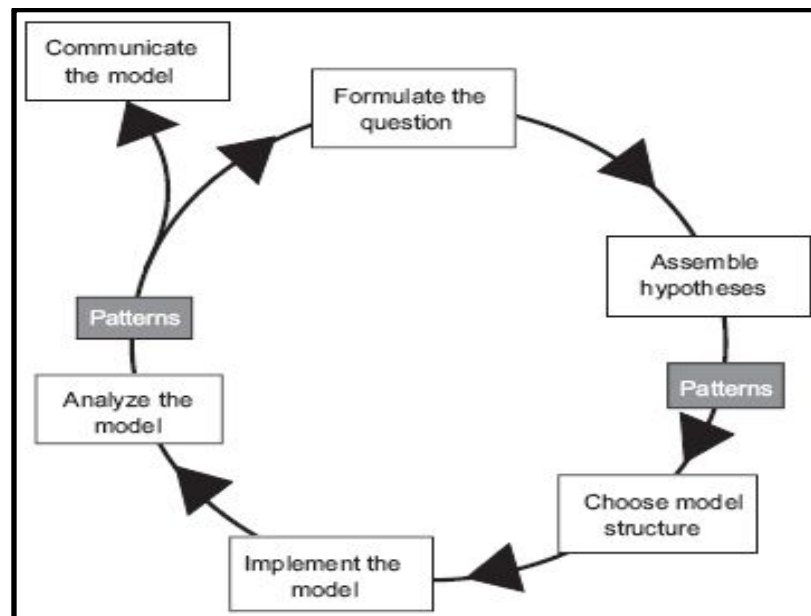 Communicate
the model
Formulate the
question
Assemble
hypotheses
Patterns
Choose model
structure
Implement the
model
Analyze the
model
Patterns